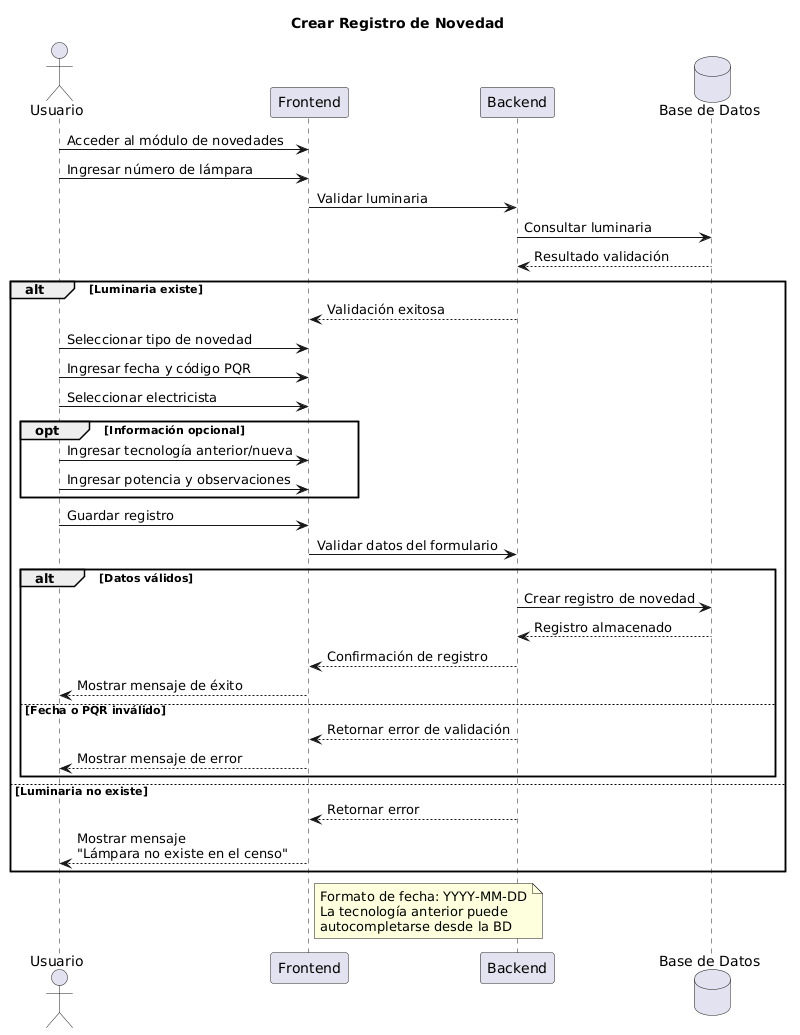 Crear Registro de Novedad
Usuario
Frontend
Backend
Base de Datos
Acceder al módulo de novedades
Ingresar número de lámpara
Validar luminaria
Consultar luminaria
Resultado validación
alt [Luminaria existe]
Validación exitosa
Seleccionar tipo de novedad
Ingresar fecha y código PQR
Seleccionar electricista
opt [Información opcional]
Ingresar tecnología anterior/nueva
Ingresar potencia y observaciones
Guardar registro
Validar datos del formulario
alt [Datos válidos]
Crear registro de novedad
Registro almacenado
Confirmación de registro
Mostrar mensaje de éxito
[Fecha o PQR inválido]
Retornar error de validación
Mostrar mensaje de error
[Luminaria no existe]
Retornar error
Mostrar mensaje
"Lámpara no existe en el censo"
Formato de fecha: YYYY-MM-DD
La tecnología anterior puede
autocompletarse desde la BD
Usuario
Frontend
Backend
Base de Datos